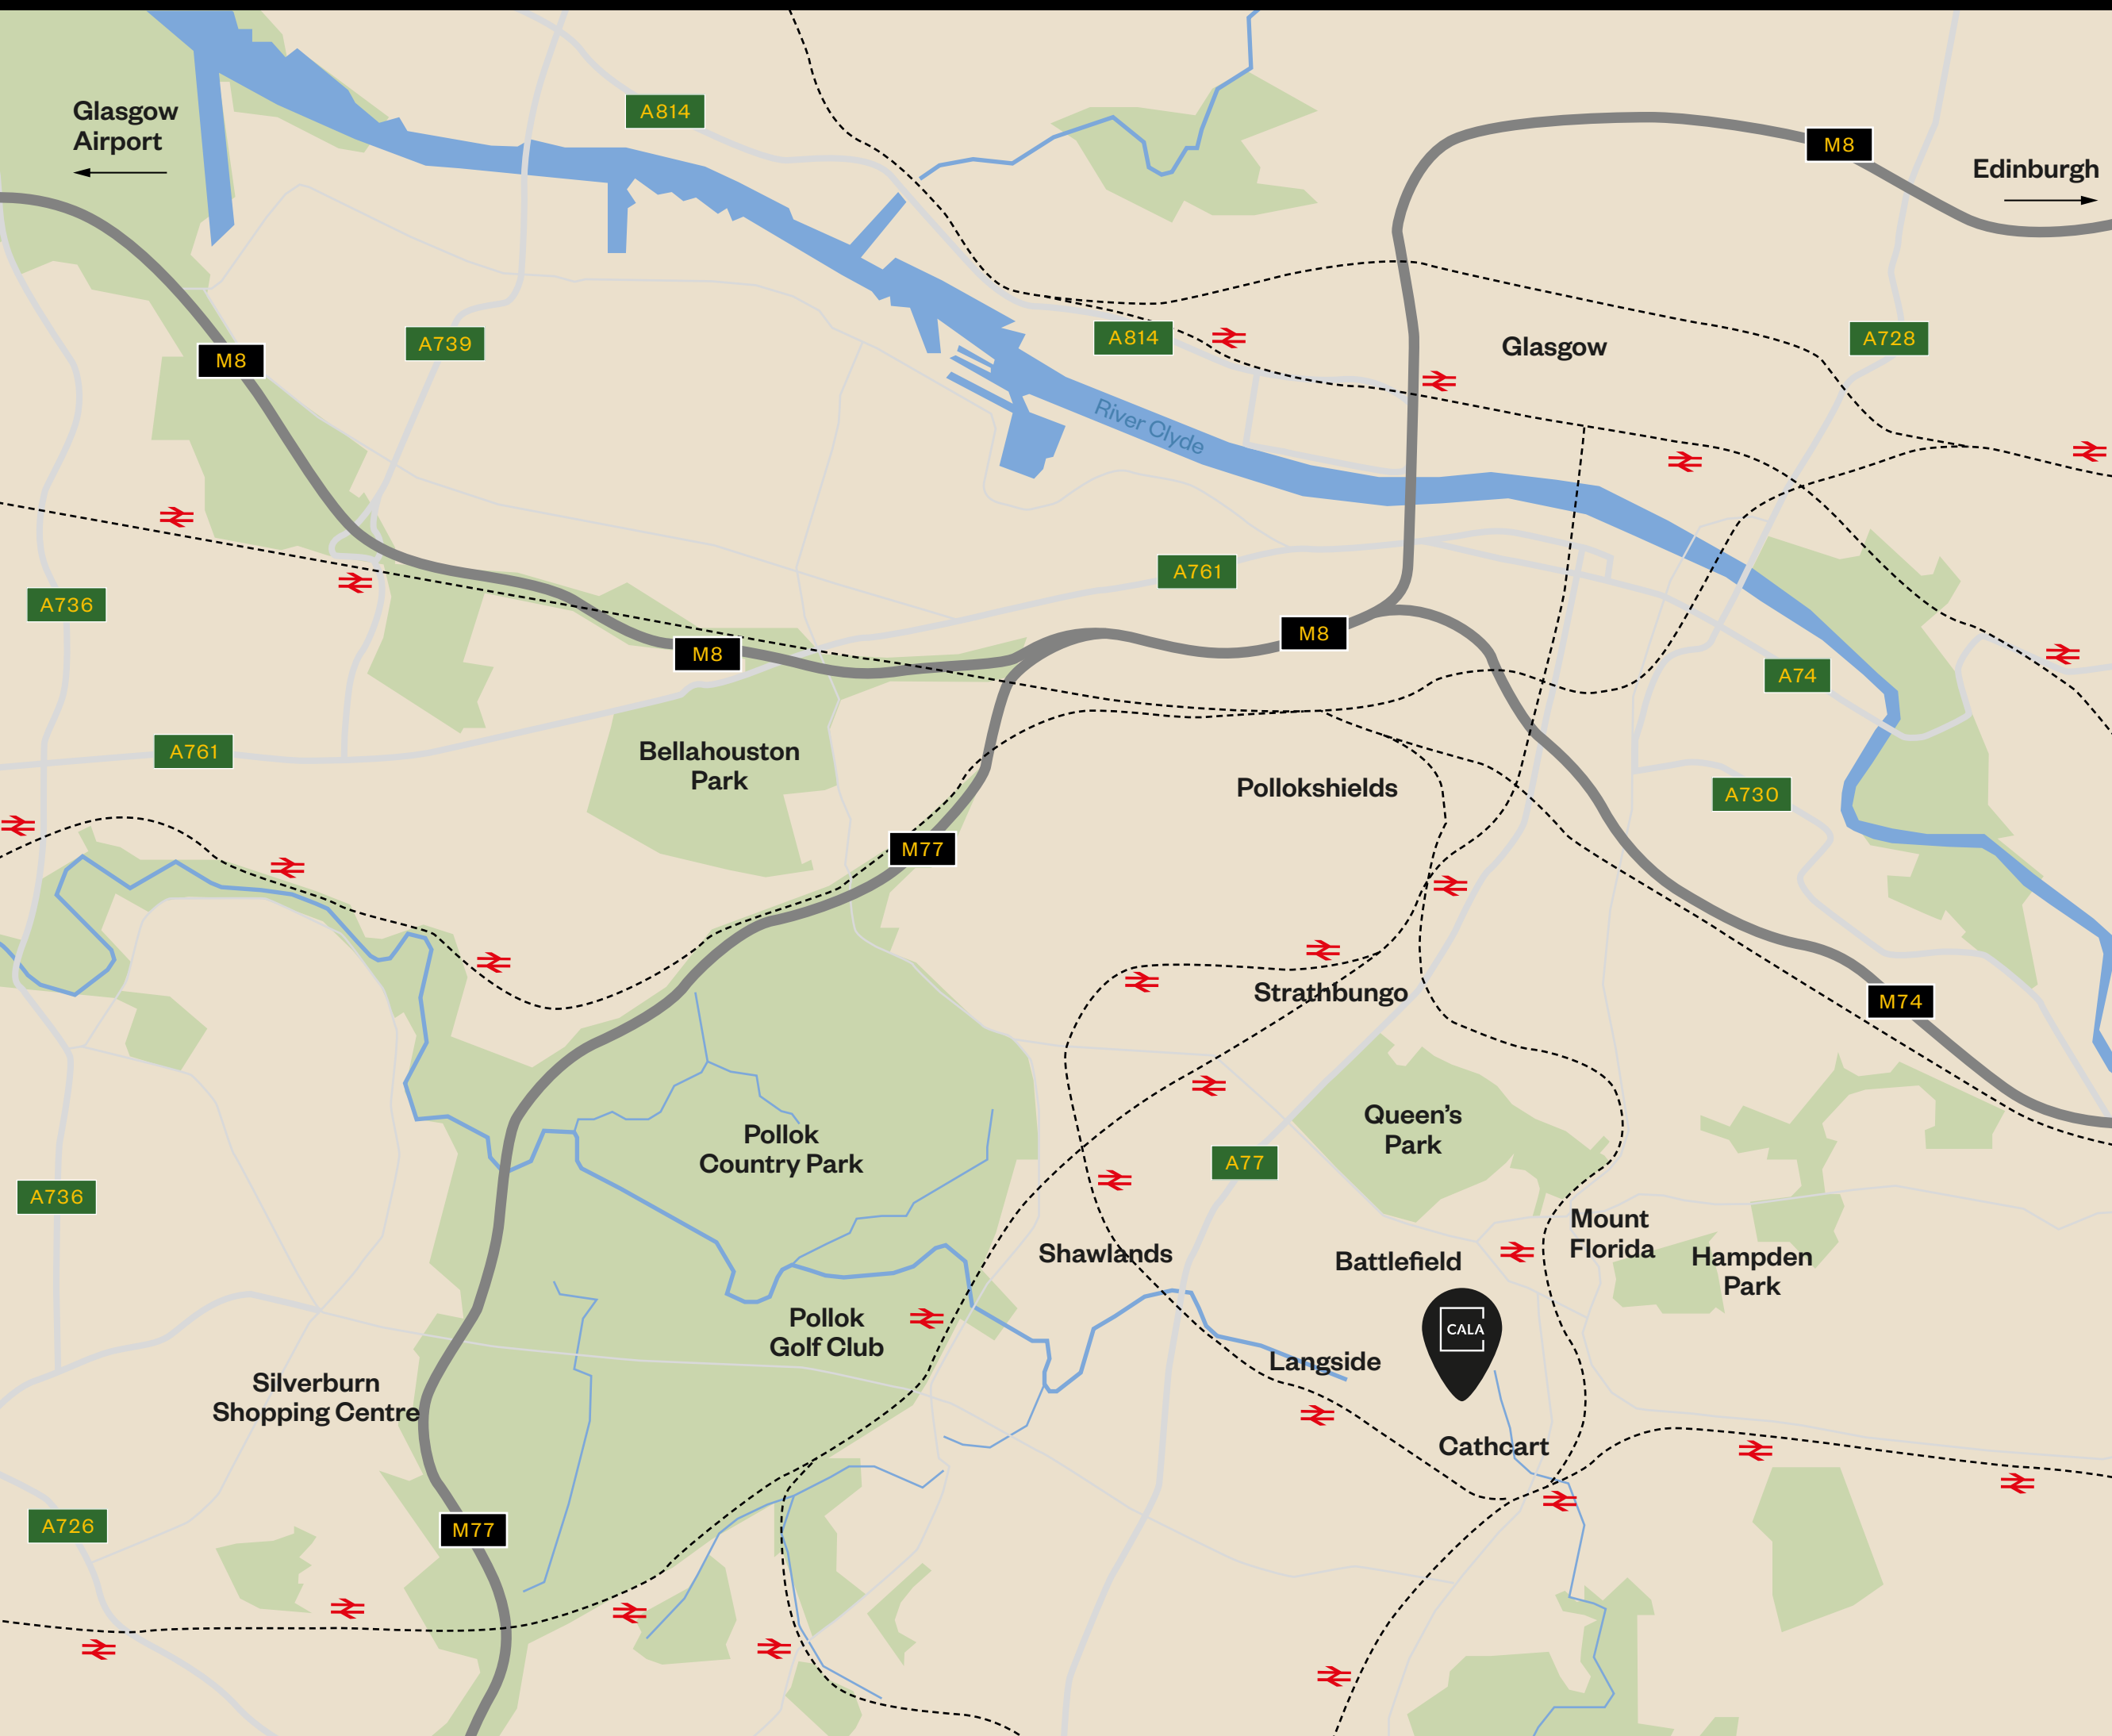 A814
Glasgow
Airport
M8
Edinburgh
A739
M8
A814
Glasgow
A728
River Clyde
A736
A761
M8
M8
A74
A761
Bellahouston
Park
Pollokshields
A730
M77
Strathbungo
M74
Pollok
Country Park
Queen’s
Park
A77
A736
Mount
Florida
Shawlands
Battlefield
Hampden
Park
Pollok
Golf Club
CALA
Langside
Silverburn
Shopping Centre
Cathcart
A726
M77